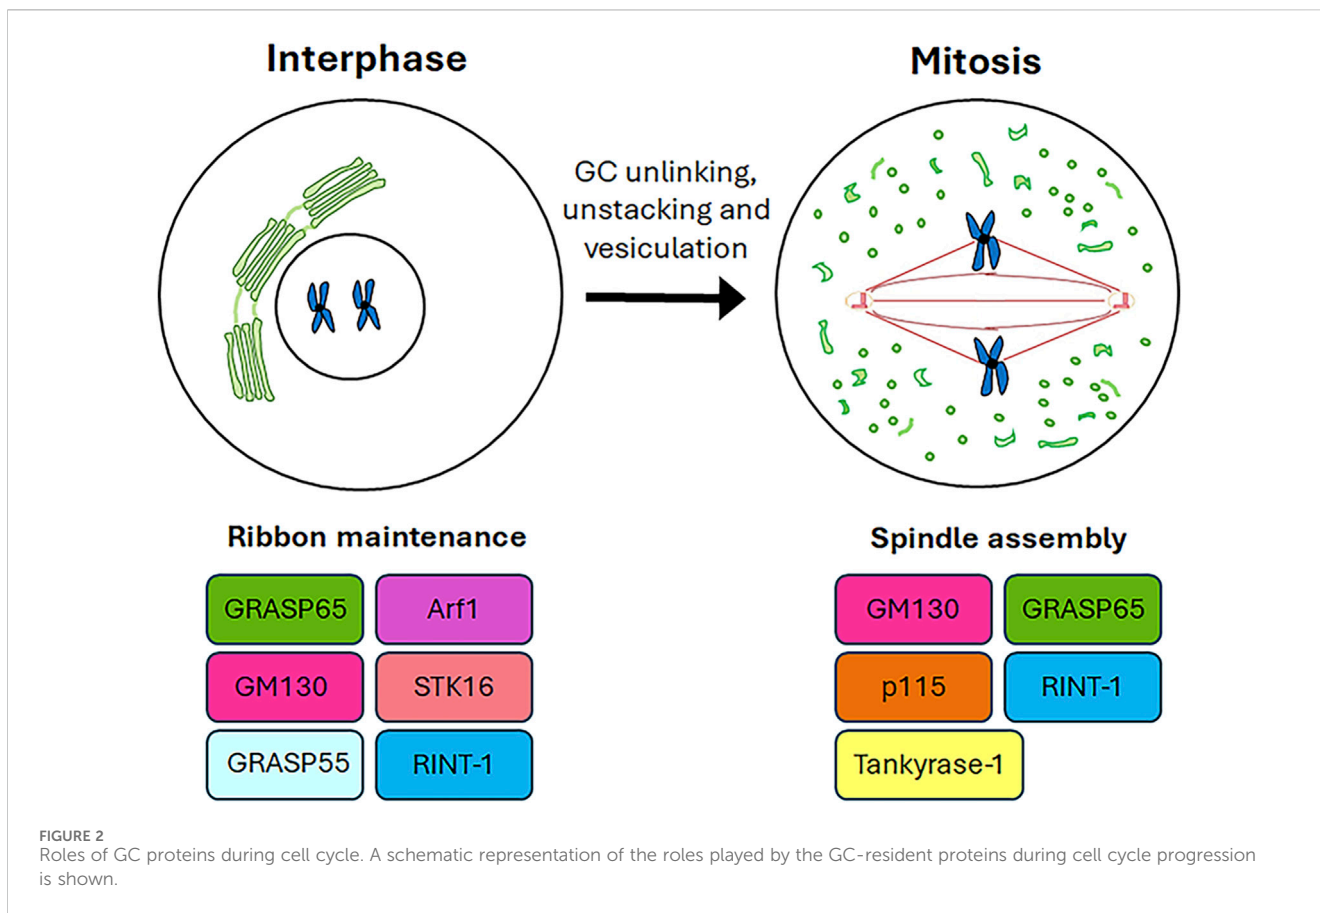 Interphase
Mitosis
GC unlinking,
unstacking and
vesiculation
Ribbon maintenance
GRASP65
Arf1
GM130
STK16
GRASP55
RINT-1
Spindle assembly
GM130
GRASP65
p115
RINT-1
Tankyrase-1
FIGURE 2
Roles of GC proteins during cell cycle. A schematic representation of the roles played by the GC-resident proteins during cell cycle progression
is shown.